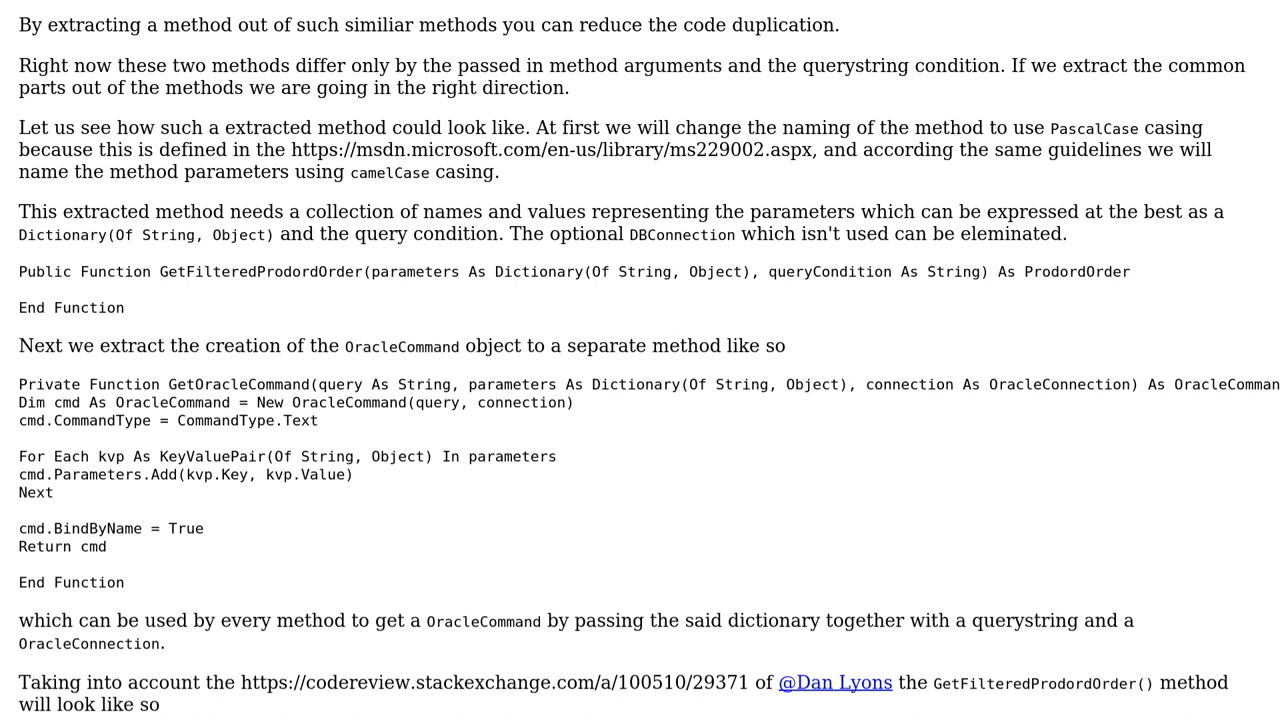 By extracting a method out of such similiar methods you can reduce the code duplication.
Right now these two methods differ only by the passed in method arguments and the querystring condition. If we extract the common
parts out of the methods we are going in the right direction.
Let us see how such a extracted method could look like. At first we will change the naming of the method to use PascalCase casing
because this is defined in the https://msdn.microsoft.com/en-us/library/ms229002.aspx, and according the same guidelines we will
name the method parameters using camelCase casing.
This extracted method needs a collection of names and values representing the parameters which can be expressed at the best as a
Dictionary(Of String, Object) and the query condition. The optional DBConnection which isn't used can be eleminated.
Public Function GetFilteredProdordOrder(parameters As Dictionary(Of String, Object), queryCondition As String) As ProdordOrder
End Function
Next we extract the creation of the OracleCommand object to a separate method like so
Private Function GetOracleCommand(query As String, parameters As Dictionary(Of String, Object), connection As OracleConnection) As OracleComman
Dim cmd As OracleCommand = New OracleCommand(query, connection)
cmd.CommandType = CommandType.Text
For Each kvp As KeyValuePair(Of String, Object) In parameters
cmd.Parameters.Add(kvp.Key, kvp.Value)
Next
cmd.BindByName = True
Return cmd
End Function
which can be used by every method to get a OracleCommand by passing the said dictionary together with a querystring and a
OracleConnection.
Taking into account the https://codereview.stackexchange.com/a/100510/29371 of @Dan Lyons the GetFilteredProdordOrder() method
will look like so